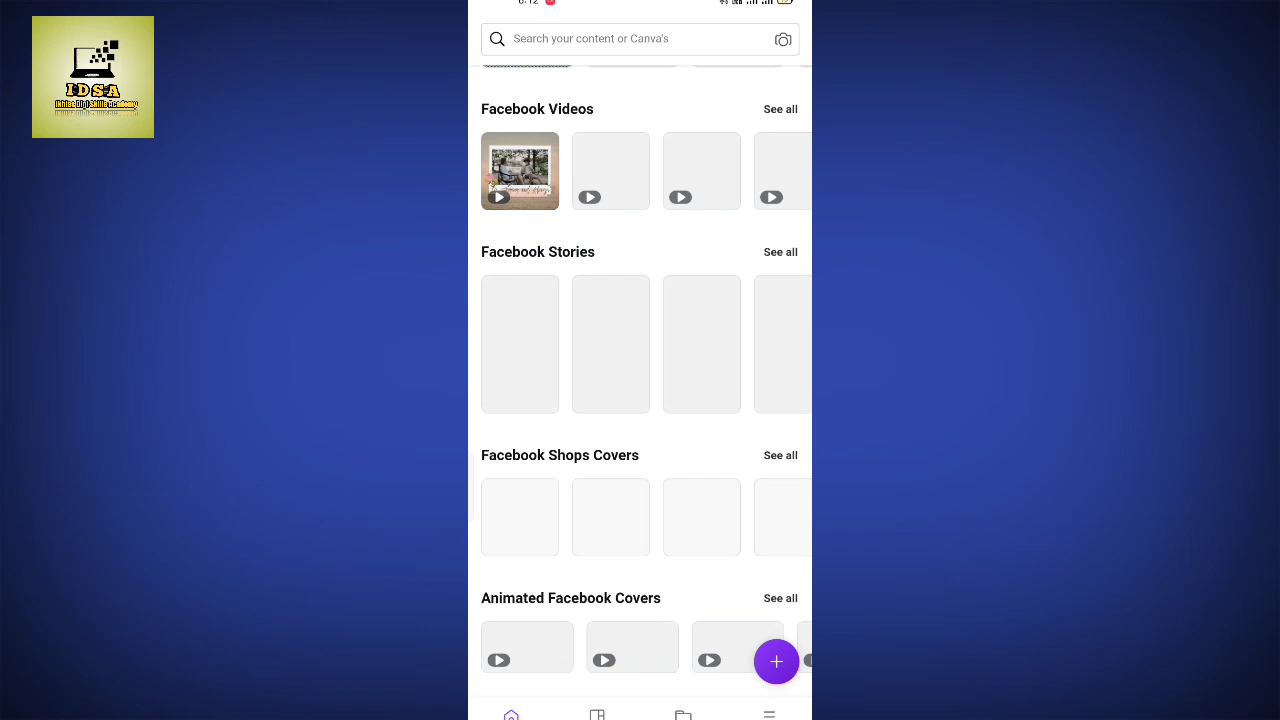 IDSA
Search your content or Canva's
Facebook Videos
See all
Facebook Stories
See all
Facebook Shops Covers
See all
Animated Facebook Covers
See all